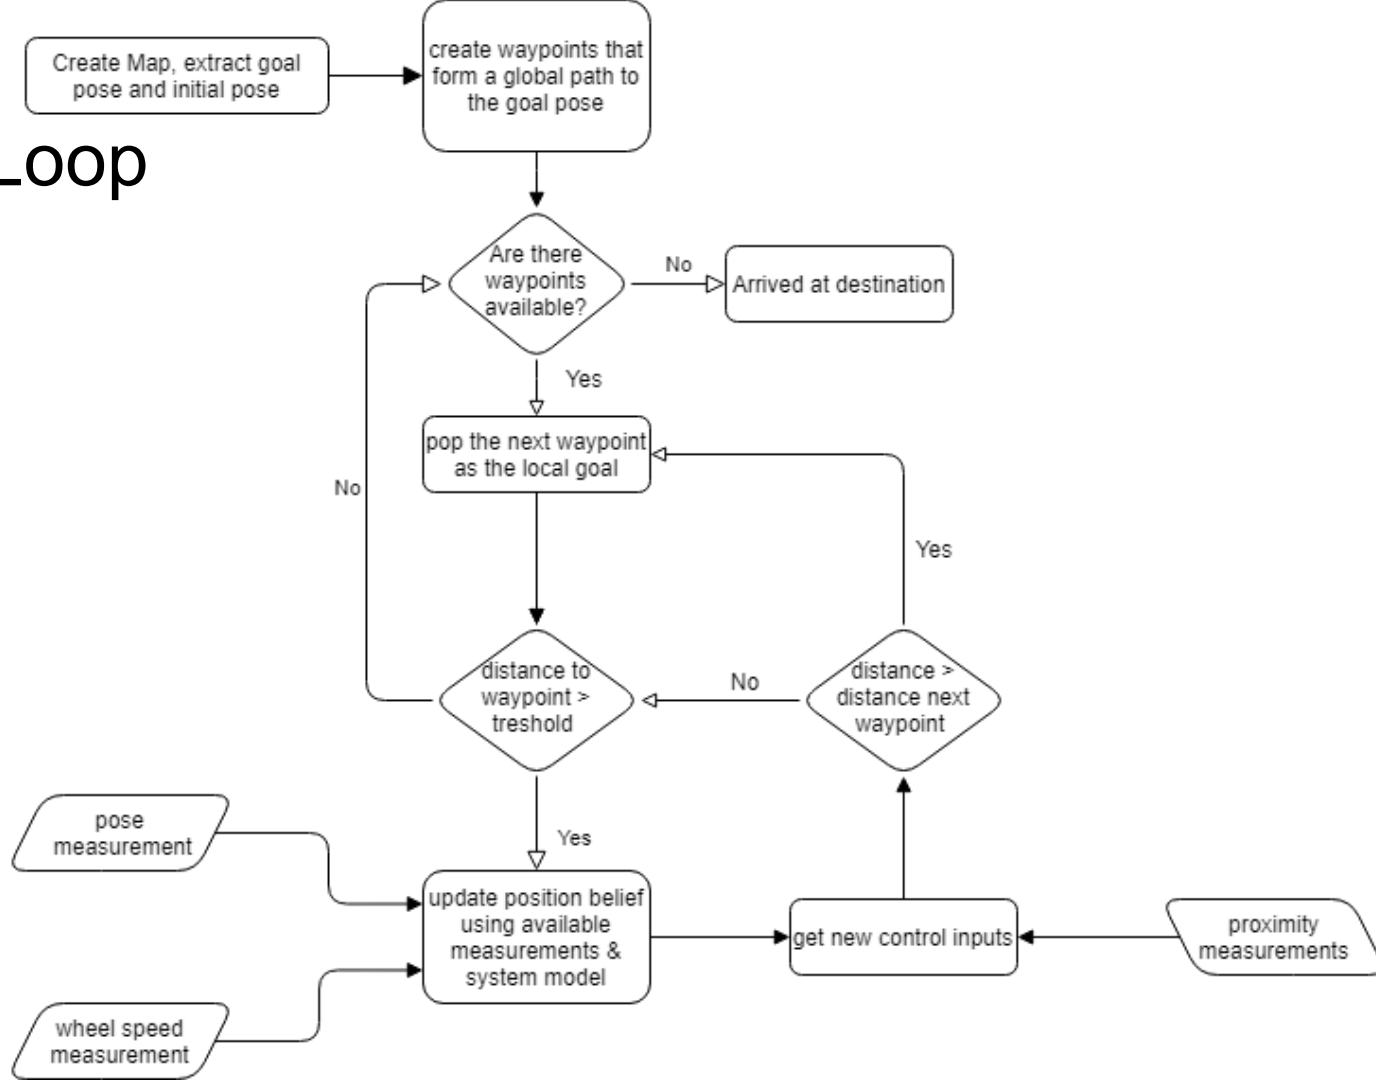 Create Map, extract goal
pose and initial pose
create waypoints that
form a global path to
the goal pose
Loop
Are there
waypoints
available?
No
Arrived at destination
Yes
pop the next waypoint
as the local goal
No
Yes
distance to
waypoint >
treshold
No
distance >
distance next
waypoint
pose
measurement
Yes
update position belief
using available
measurements &
system model
get new control inputs
proximity
measurements
wheel speed
measurement